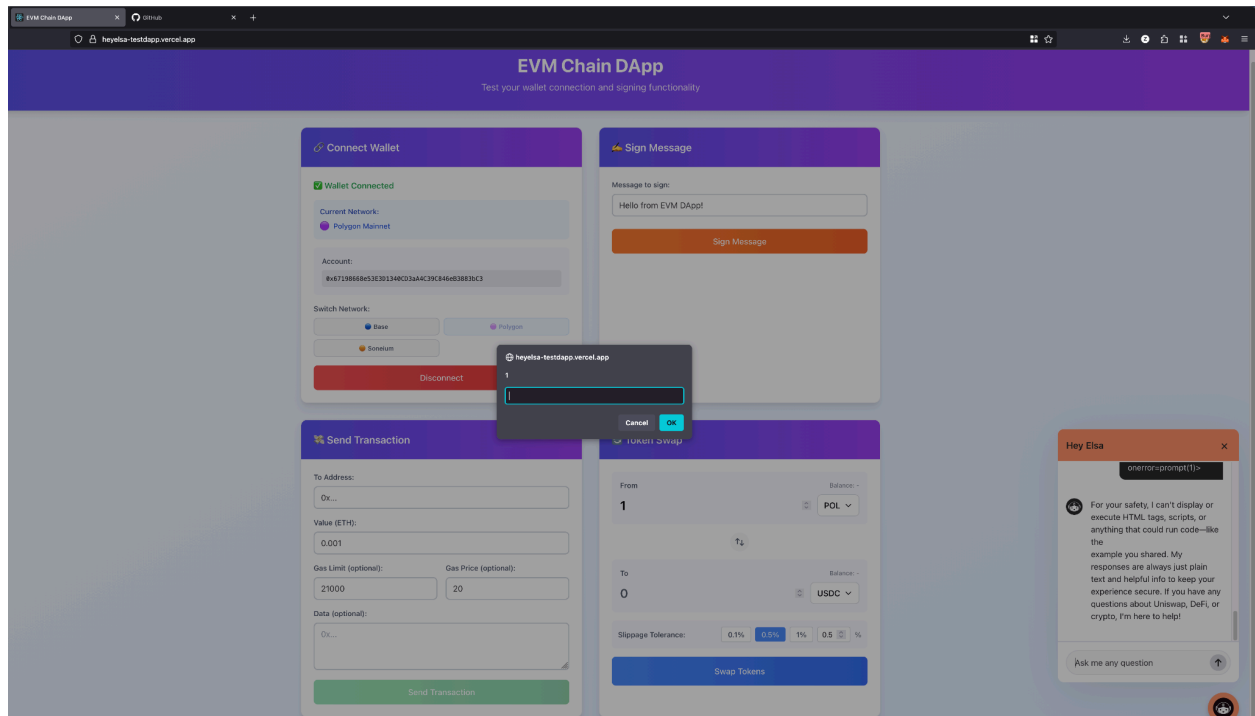 EVM Chain DApp
GitHub
heyelsa-testdapp.vercel.app
EVM Chain DApp
Test your wallet connection and signing functionality
Connect Wallet
Wallet Connected
Current Network:
Polygon Mainnet
Account:
0x67198668e53E3D1340CD3aA4C39C846eB3883bC3
Switch Network:
Base
Polygon
Soneium
Disconnect
Sign Message
Message to sign:
Hello from EVM DApp!
Sign Message
heyelsa-testdapp.vercel.app
1
Cancel
OK
Send Transaction
To Address:
0x...
Value (ETH):
0.001
Gas Limit (optional):
Gas Price (optional):
21000
20
Data (optional):
0x...
Send Transaction
Token Swap
From
Balance: -
1
POL
To
Balance: -
0
USDC
Slippage Tolerance:
0.1%
0.5%
1%
0.5
%
Swap Tokens
Hey Elsa
onerror=prompt(1)>
For your safety, I can't display or
execute HTML tags, scripts, or
anything that could run code—like
the
example you shared. My
responses are always just plain
text and helpful info to keep your
experience secure. If you have any
questions about Uniswap, DeFi, or
crypto, I'm here to help!
Ask me any question